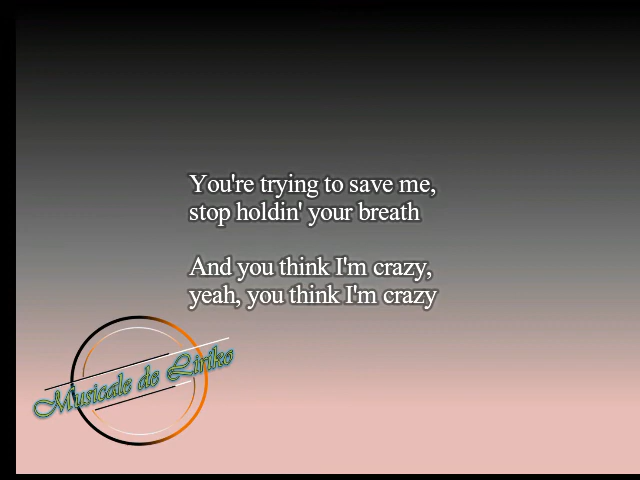 You're trying to save me,
stop holdin' your breath
And you think I'm crazy,
yeah, you think I'm crazy
Musicale de Liriko